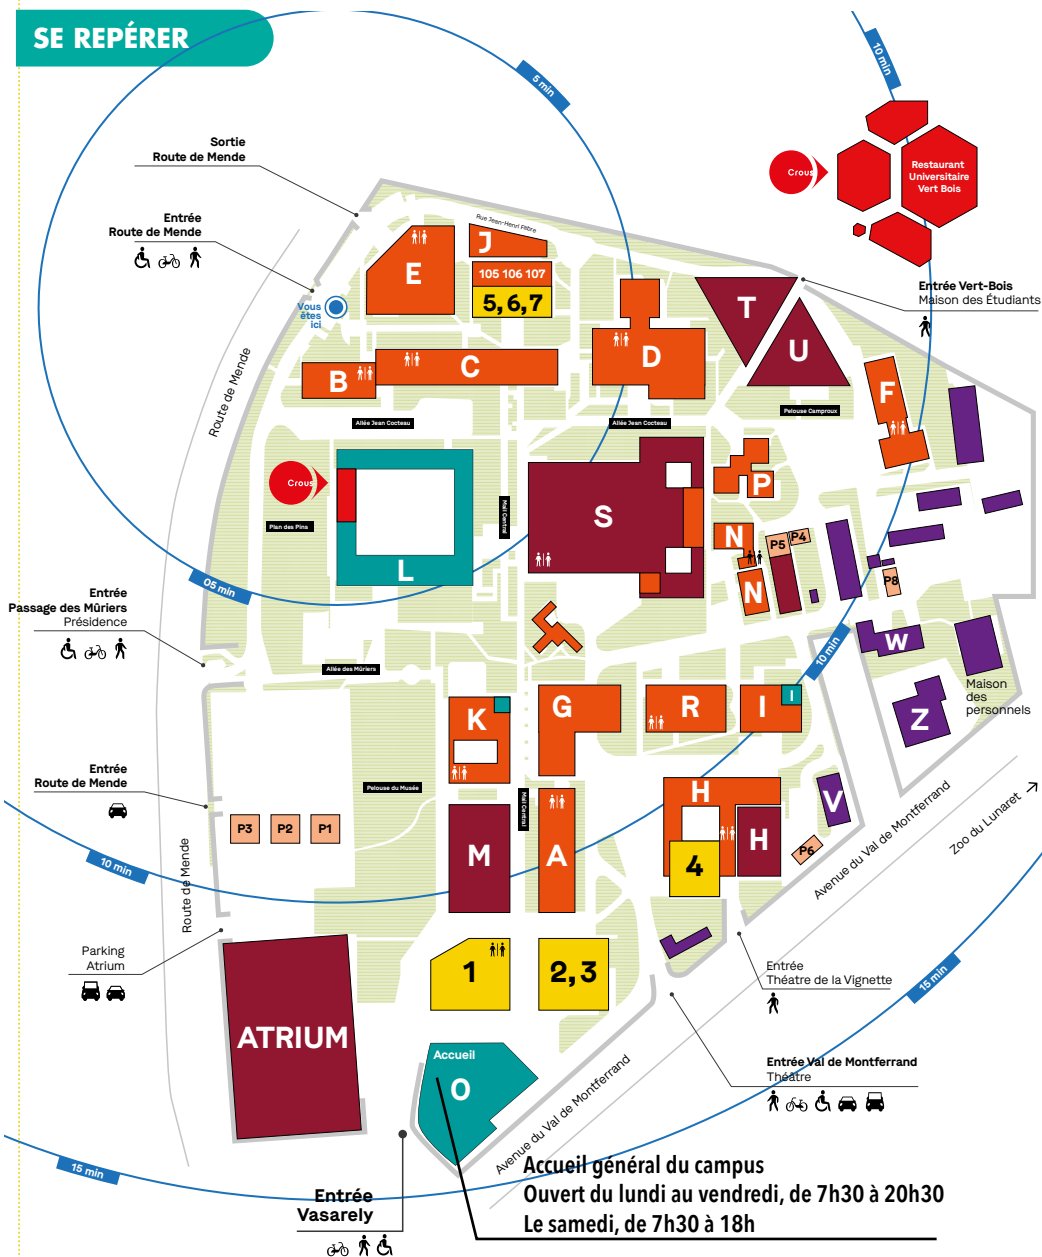 SE REPÉRER
5 min
10 min
Sortie
Route de Mende
Crous
Restaurant
Universitaire
Vert Bois
Entrée
Route de Mende
Rue Jean-Henri Fabre
J
E
105 106 107
5, 6, 7
Vous
êtes
ici
Entrée Vert-Bois
Maison des Étudiants
T
U
D
C
B
F
Route de Mende
Allée Jean Cocteau
Allée Jean Cocteau
Pelouse Camproux
Crous
P
Plan des Pins
Mail Central
S
L
N
P5
P4
N
P8
05 min
Entrée
Passage des Mûriers
Présidence
W
10 min
Allée des Mûriers
Maison
des
personnels
K
G
R
I
I
Z
Entrée
Route de Mende
Pelouse du Musée
Mail Central
H
V
Avenue du Val de Montferrand
Zoo du Lunaret
P3
P2
P1
M
A
H
P6
4
10 min
Route de Mende
Parking
Atrium
1
2, 3
Entrée
Théatre de la Vignette
15 min
ATRIUM
Accueil
O
Entrée Val de Montferrand
Théâtre
Avenue du Val de Montferrand
15 min
Entrée
Vasarely
Accueil général du campus
Ouvert du lundi au vendredi, de 7h30 à 20h30
Le samedi, de 7h30 à 18h